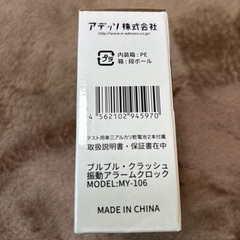 アデッソ株式会社
http://www.e-adesso.co.jp/
プラ
内装箱：PE
箱：段ボール
4 562102 945970
テスト用単三アルカリ乾電池2本付属
取扱説明書・保証書在中
ブルブル・クラッシュ
振動アラームクロック
MODEL:MY-106
MADE IN CHINA